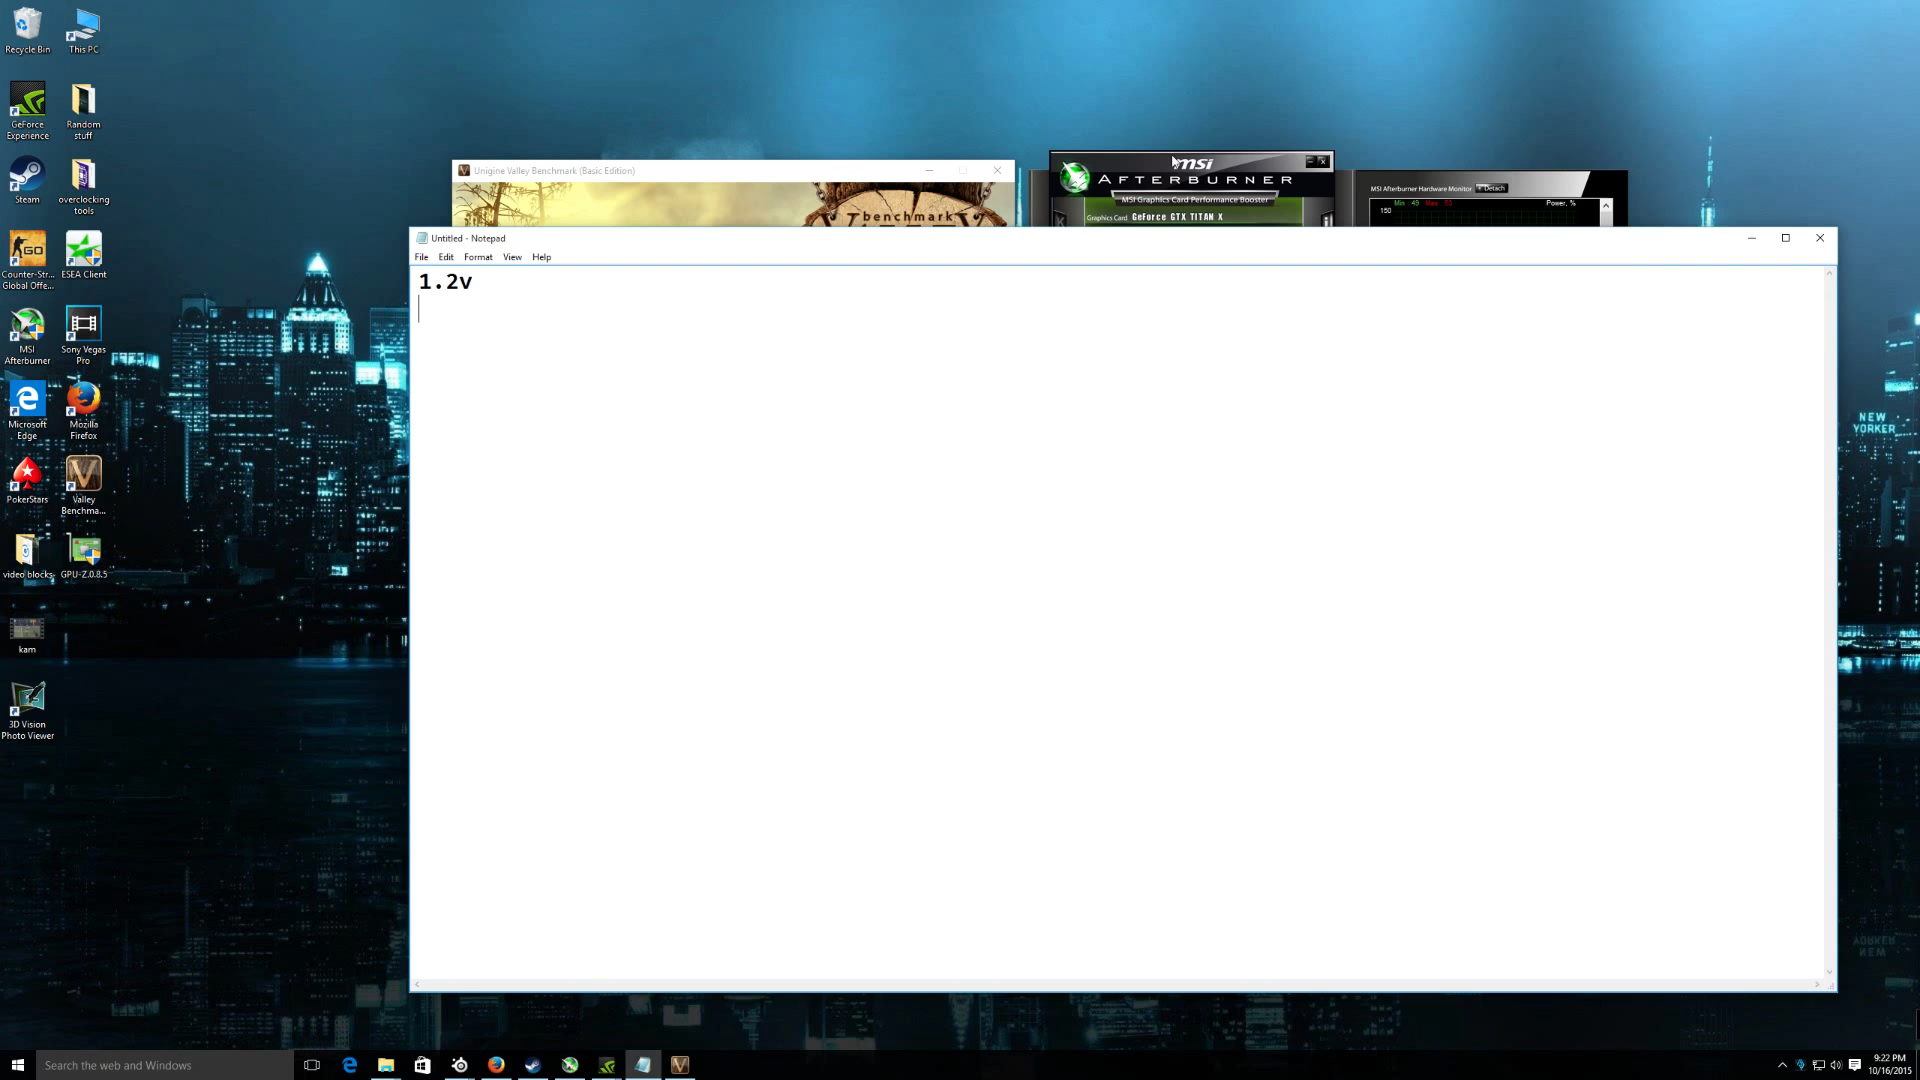 Recycle Bin
This PC
GeForce
Experience
Random
stuff
Steam
overclocking
tools
Counter-Str...
Global Offe...
ESEA Client
MSI
Afterburner
Sony Vegas
Pro
Microsoft
Edge
Mozilla
Firefox
PokerStars
Valley
Benchma...
video blocks
GPU-Z.0.8.5
kam
3D Vision
Photo Viewer
Unigine Valley Benchmark (Basic Edition)
benchmark
msi
AFTERBURNER
MSI Graphics Card Performance Booster
Graphics Card GeForce GTX TITAN X
K
MSI Afterburner Hardware Monitor
Detach
Power, %
150
Untitled - Notepad
File Edit Format View Help
1.2v
NEW
YORKER
Search the web and Windows
9:22 PM
10/16/2015